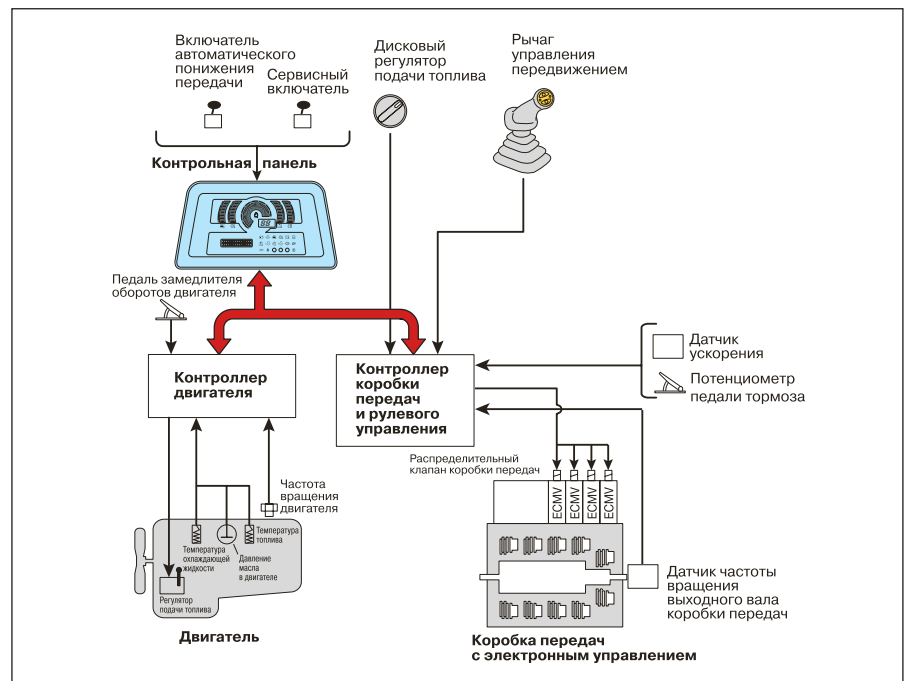 Включатель
автоматического
понижения
передачи
Сервисный
включатель
Дисковый
регулятор
подачи топлива
Рычаг
управления
передвижением
Контрольная панель
Педаль замедлителя
оборотов двигателя
Контроллер
двигателя
Контроллер
коробки
передач
и рулевого
управления
Датчик
ускорения
Потенциометр
педали тормоза
Распределительный
клапан коробки передач
ECMV
ECMV
ECMV
ECMV
Частота
вращения
двигателя
Температура
топлива
Температура
охлаждающей
жидкости
Давление
масла
в двигателе
Регулятор
подачи топлива
Двигатель
Датчик частоты
вращения
выходного вала
коробки передач
Коробка передач
с электронным управлением